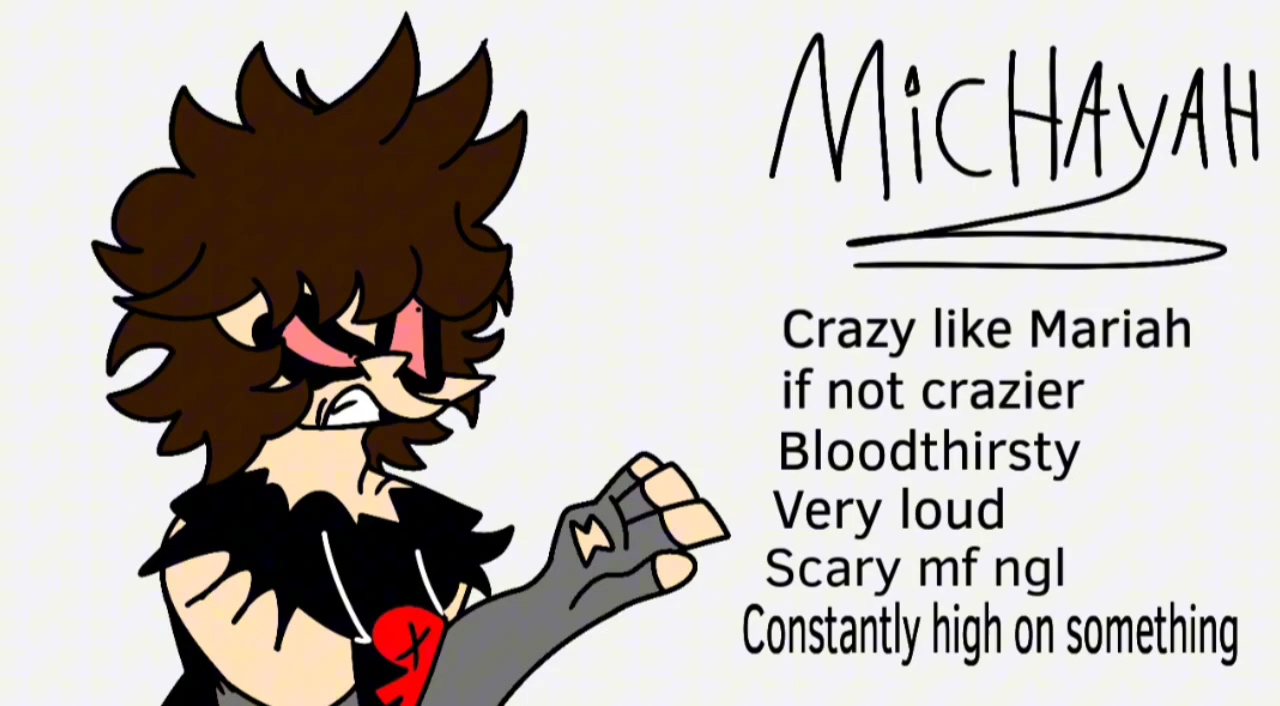 MicHAyAH
Crazy like Mariah
if not crazier
Bloodthirsty
Very loud
Scary mf ngl
Constantly high on something